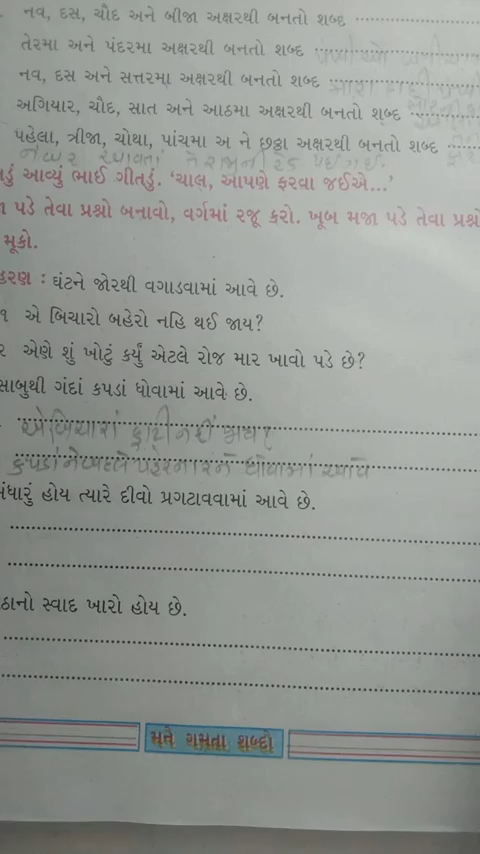 નવ, દસ, ચૌદ અને બીજા અક્ષરથી બનતો શબ્દ
તેરમા અને પંદરમા અક્ષરથી બનતો શબ્દ
નવ, દસ અને સત્તરમા અક્ષરથી બનતો શબ્દ
અગિયાર, ચૌદ, સાત અને આઠમા અક્ષરથી બનતો શબ્દ
પહેલા, ત્રીજા, ચોથા, પાંચમા અ ને છઠ્ઠા અક્ષરથી બનતો શબ્દ
આવ્યું ભાઈ ગીતડું. ‘ચાલ, આપણે ફરવા જઈએ...’
પડે તેવા પ્રશ્નો બનાવો, વર્ગમાં રજૂ કરો. ખૂબ મજા પડે તેવા
મૂકો.
ઘંટને જોરથી વગાડવામાં આવે છે.
૧ એ બિચારો બહેરો નહિ થઈ જાય?
૨ એણે શું ખોટું કર્યું એટલે રોજ માર ખાવો પડે છે?
સાબુથી ગંદાં કપડાં ધોવામાં આવે છે.
હોય ત્યારે દીવો પ્રગટાવવામાં આવે છે.
સ્વાદ ખારો હોય છે.
મને ગમતા શબ્દો